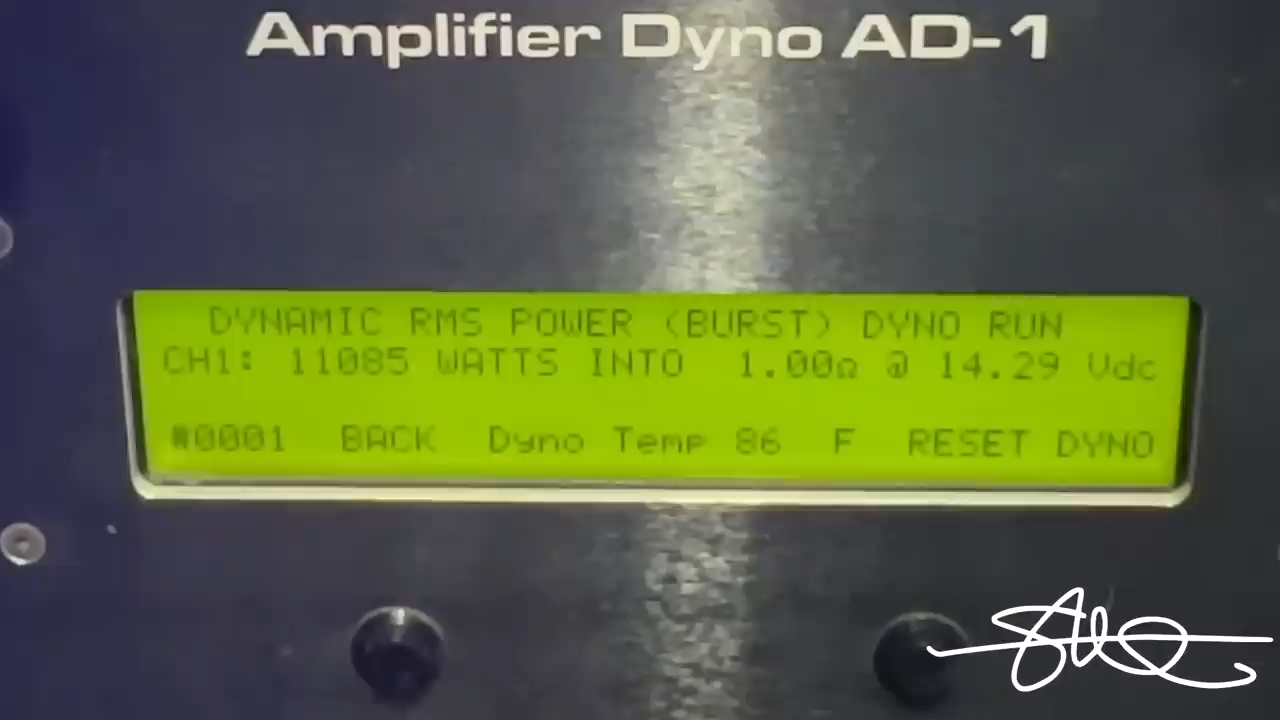 Amplifier Dyno AD-1
DYNAMIC RMS POWER (BURST) DYNO RUN
CH1: 11085 WATTS INTO 1.00Ω @ 14.29 Vdc
#0001 BACK Dyno Temp 86 F RESET DYNO